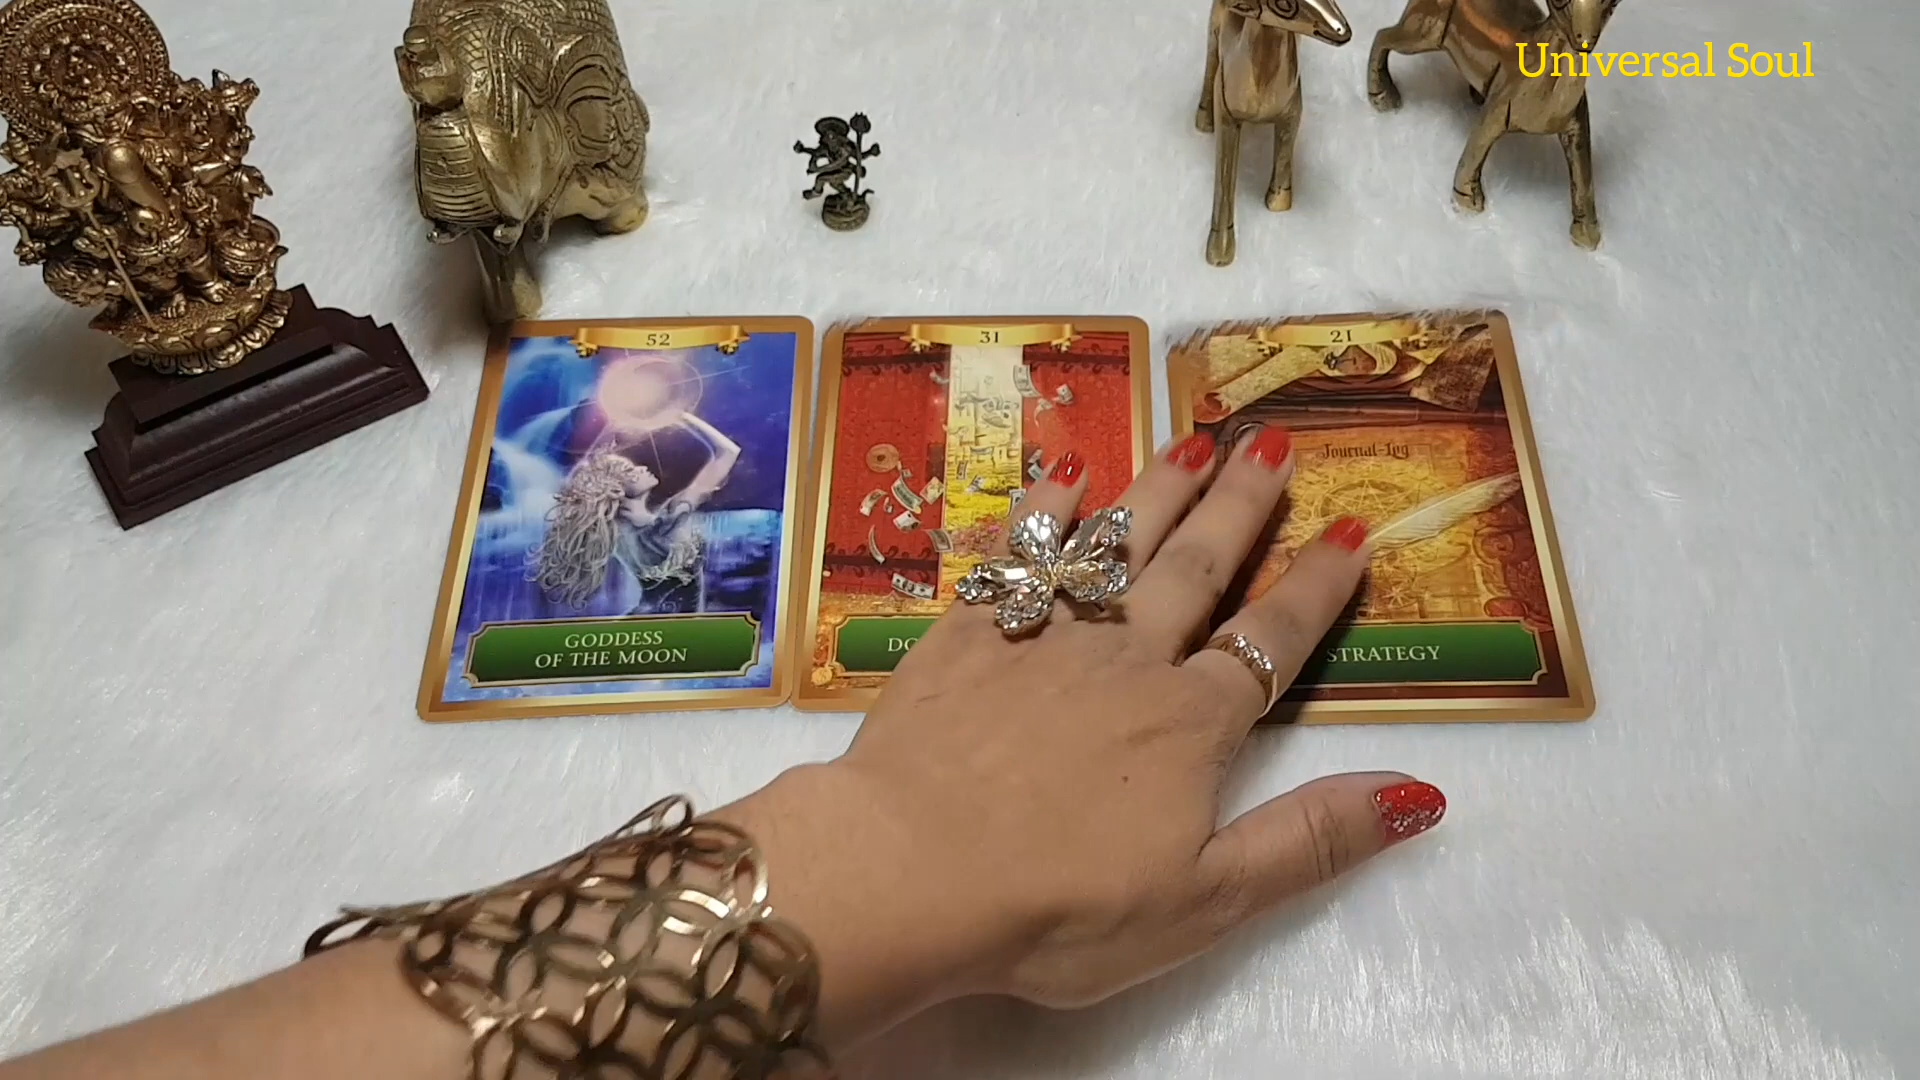 Universal Soul
52
31
21
Journal-Log
GODDESS
OF THE MOON
STRATEGY